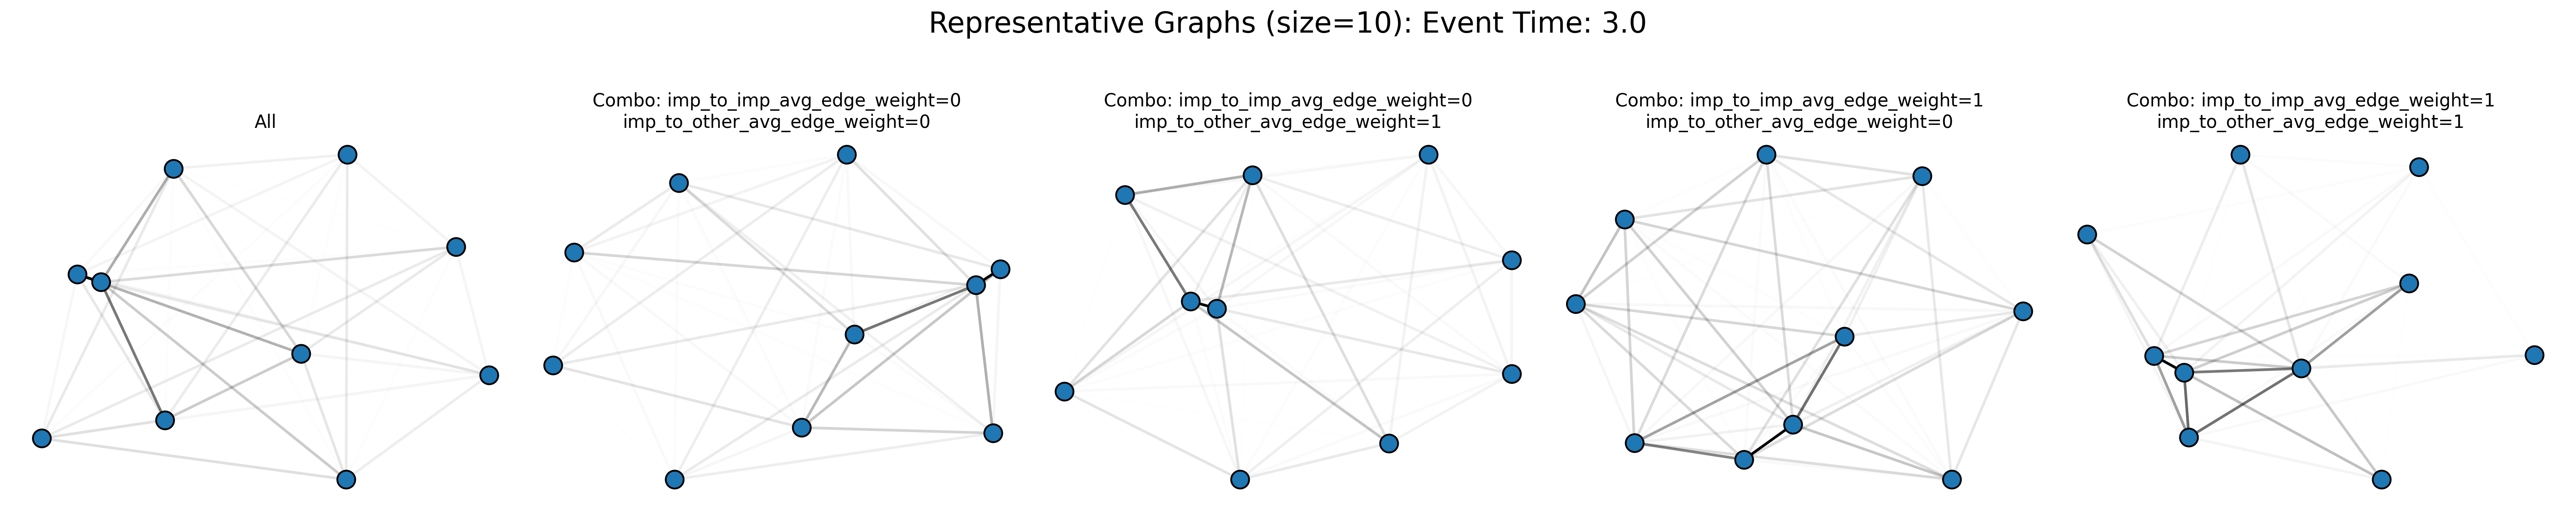 Representative Graphs (size=10): Event Time: 3.0
All
Combo: imp_to_imp_avg_edge_weight=0
imp_to_other_avg_edge_weight=0
Combo: imp_to_imp_avg_edge_weight=0
imp_to_other_avg_edge_weight=1
Combo: imp_to_imp_avg_edge_weight=1
imp_to_other_avg_edge_weight=0
Combo: imp_to_imp_avg_edge_weight=1
imp_to_other_avg_edge_weight=1